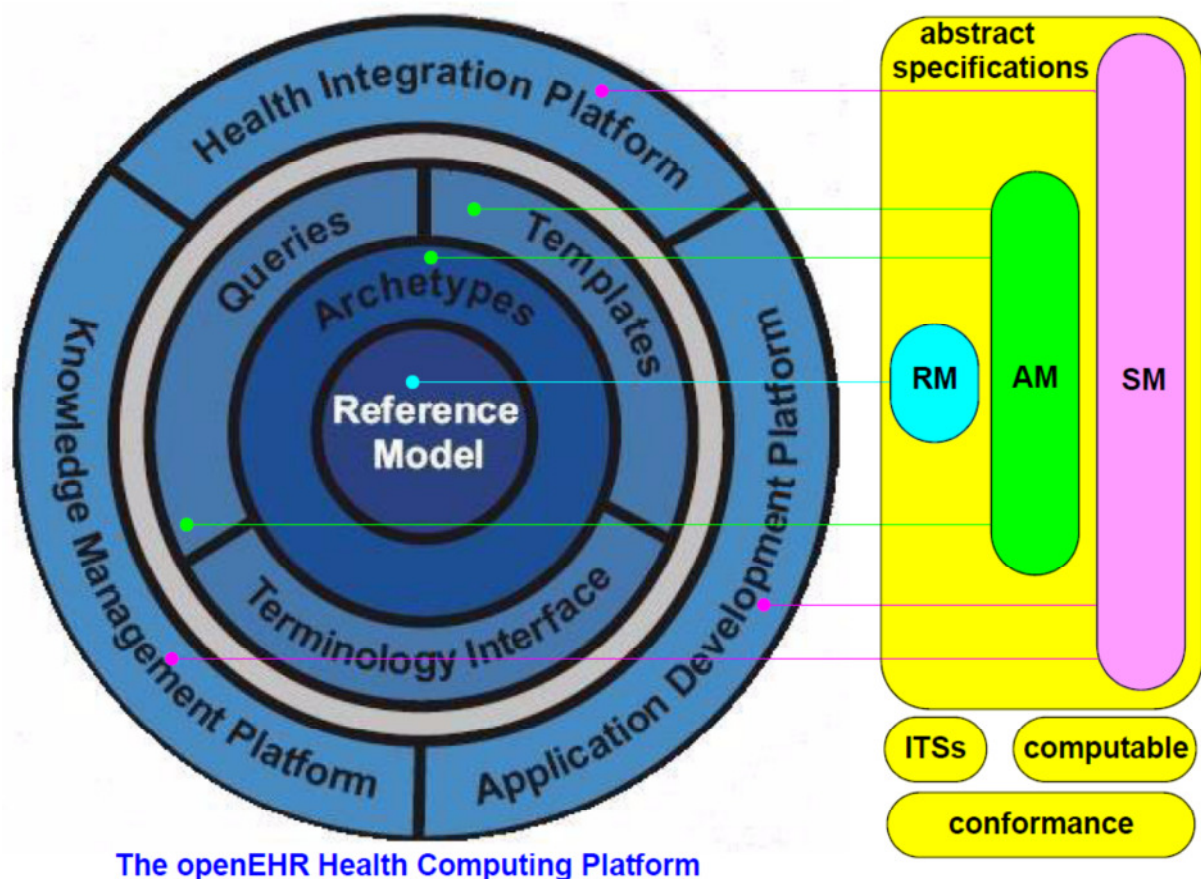 Health Integration Platform
Queries
Templates
Archetypes
Reference
Model
Terminology Interface
Knowledge Management Platform
Application Development Platform
The openEHR Health Computing Platform
abstract
specifications
RM
AM
SM
ITSs
computable
conformance